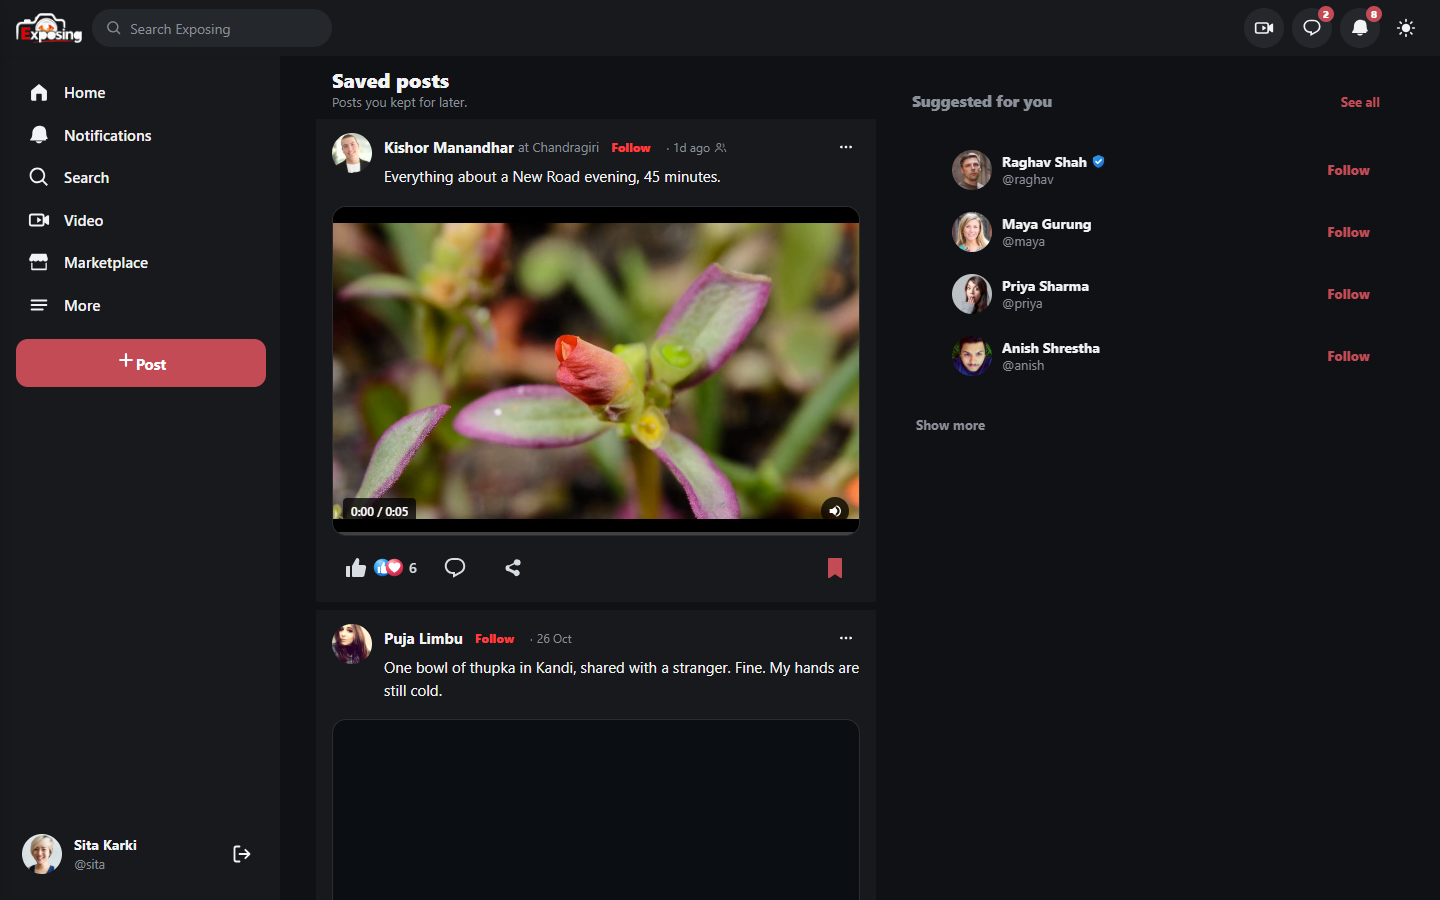 Exposing
Search Exposing
2
8
Home
Notifications
Search
Video
Marketplace
More
Post
Sita Karki
@sita
Saved posts
Posts you kept for later.
Kishor Manandhar at Chandragiri Follow · 1d ago
Everything about a New Road evening, 45 minutes.
0:00 / 0:05
6
Puja Limbu Follow · 26 Oct
One bowl of thupka in Kandi, shared with a stranger. Fine. My hands are
still cold.
Suggested for you
See all
Raghav Shah
@raghav
Follow
Maya Gurung
@maya
Follow
Priya Sharma
@priya
Follow
Anish Shrestha
@anish
Follow
Show more